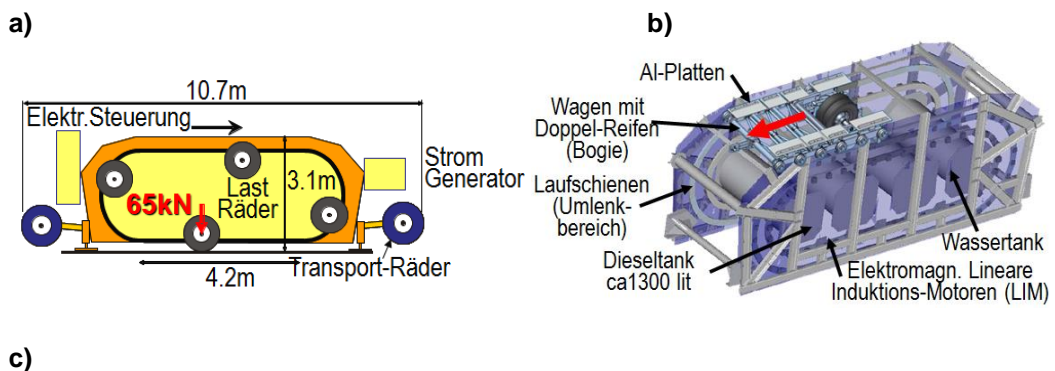 a)
10.7m
Elektr.Steuerung
Strom
Generator
Last
Räder
3.1m
65kN
4.2m
Transport-Räder
b)
Al-Platten
Wagen mit
Doppel-Reifen
(Bogie)
Laufschienen
(Umlenk-
bereich)
Dieseltank
ca1300 lit
Wassertank
Elektromagn. Lineare
Induktions-Motoren (LIM)
c)